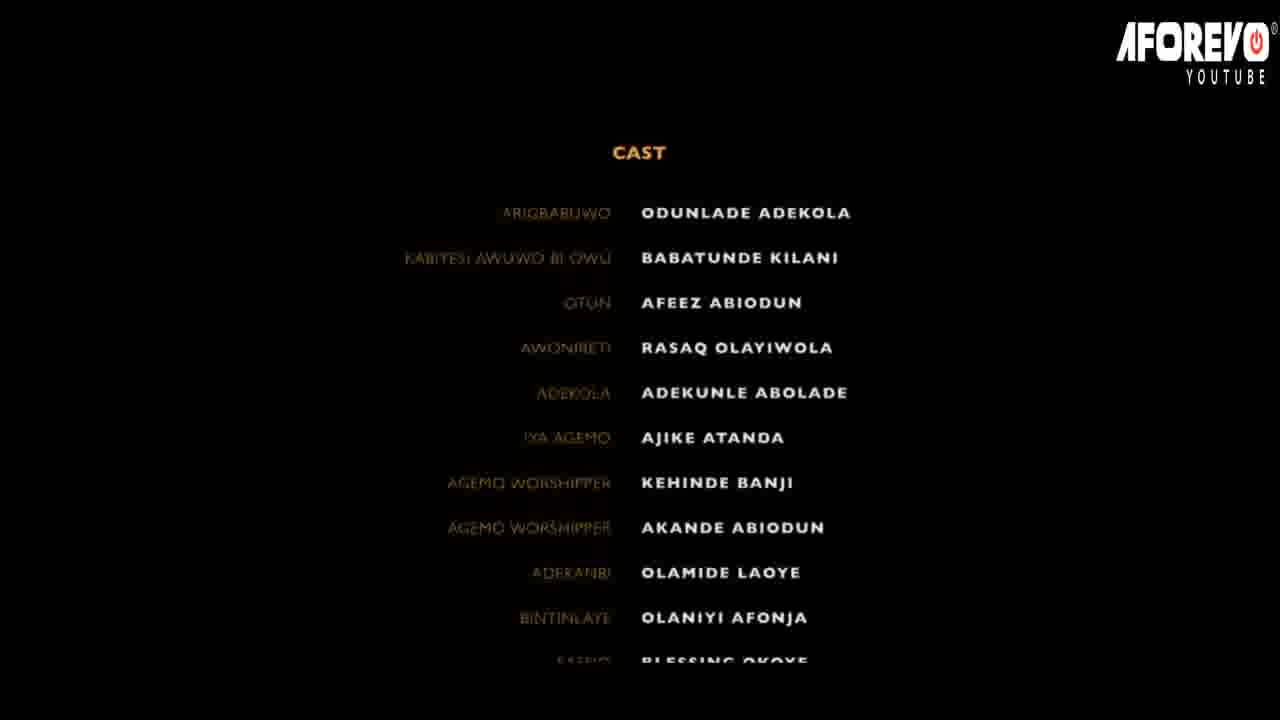 AFOREVO®
YOUTUBE
CAST
ARIGBABUWO ODUNLADE ADEKOLA
KABIYESI AWUWO BI OWU BABATUNDE KILANI
OTUN AFEEZ ABIODUN
AWONIRETI RASAQ OLAYIWOLA
ADEKOLA ADEKUNLE ABOLADE
IYA AGEMO AJIKE ATANDA
AGEMO WORSHIPPER KEHINDE BANJI
AGEMO WORSHIPPER AKANDE ABIODUN
ADEKANBI OLAMIDE LAOYE
BINTINLAYE OLANIYI AFONJA
BLESSING OKOYE